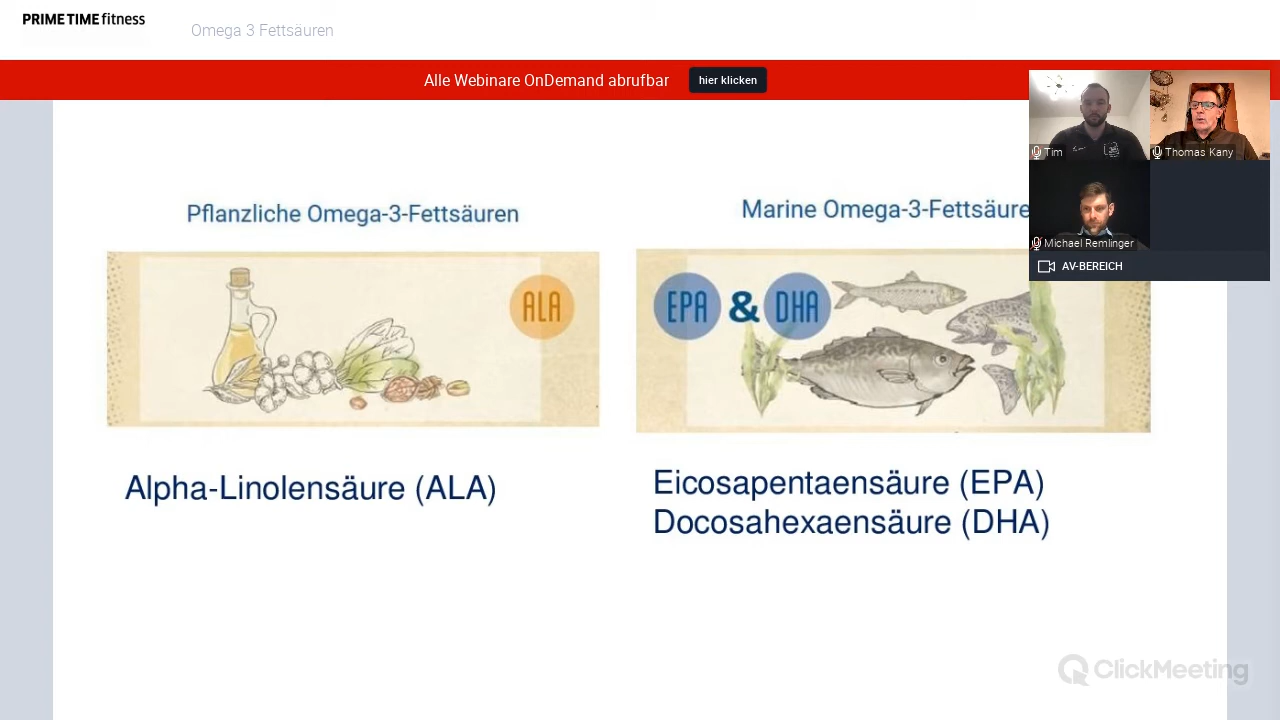 PRIME TIME fitness
Omega 3 Fettsäuren
Alle Webinare OnDemand abrufbar
hier klicken
Tim
Thomas Kany
Michael Remlinger
AV-BEREICH
Pflanzliche Omega-3-Fettsäuren
Marine Omega-3-Fettsäure
ALA
EPA & DHA
Alpha-Linolensäure (ALA)
Eicosapentaensäure (EPA)
Docosahexaensäure (DHA)
ClickMeeting